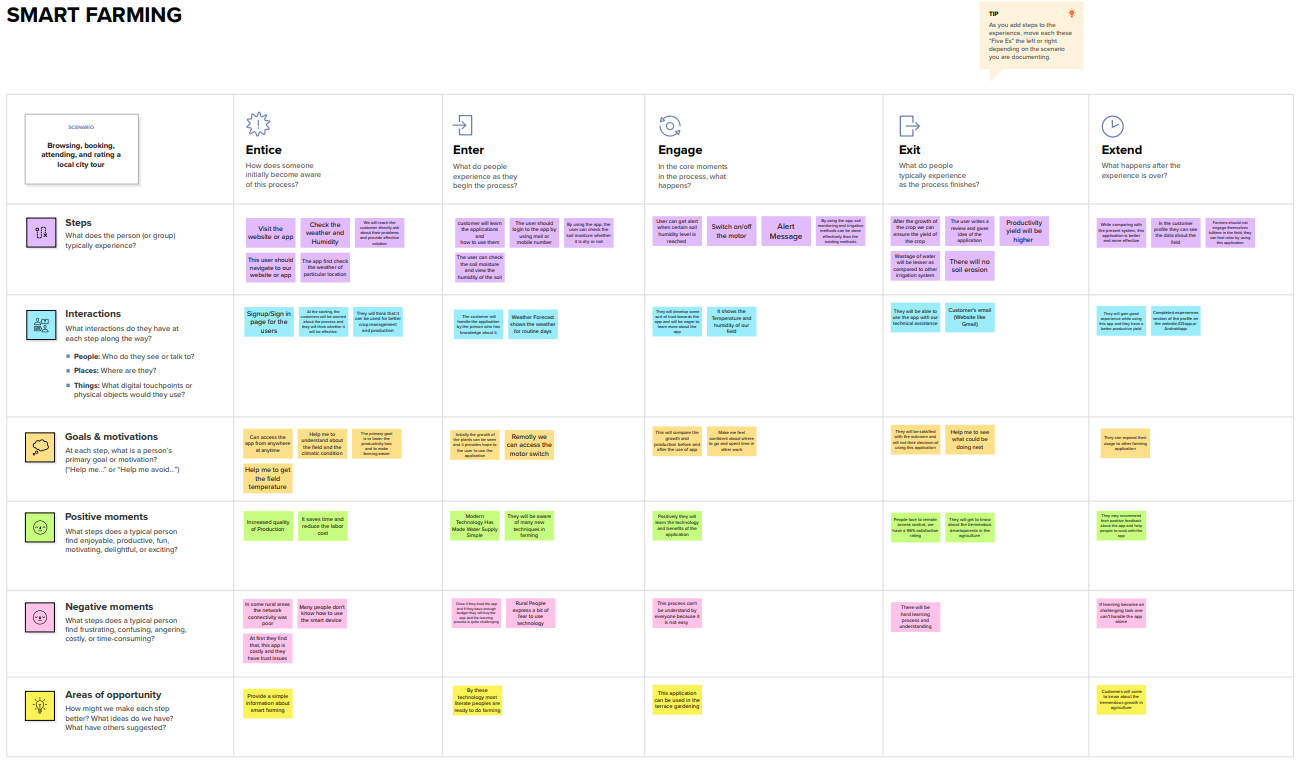 SMART FARMING
TIP
As you add steps to the
experience, move each these
"Five Es" the left or right
depending on the scenario
you are documenting.
SCENARIO
Browsing, booking,
attending, and rating a
local city tour
Entice
How does someone
initially become aware
of this process?
Enter
What do people
experience as they
begin the process?
Engage
In the core moments
in the process, what
happens?
Exit
What do people
typically experience
as the process finishes?
Extend
What happens after the
experience is over?
Steps
What does the person (or group)
typically experience?
Visit the
website or app
Check the
weather and
Humidity
We will reach the
customer directly ask
about their problems
and provide effective
solution
This user should
navigate to our
website or app
The app first check
the weather of
particular location
customer will learn
the applications
and
how to use them
The user should
login to the app by
using mail or
mobile number
By using the app, the
user can check the
soil moisture whether
it is dry or not
The user can check
the soil moisture
and view the
humidity of the soil
User can get alert
when certain soil
humidity level is
reached
Switch on/off
the motor
Alert
Message
By using the app, soil
monitoring and irrigation
methods can be done
effectively than the
existing methods.
After the growth of
the crop we can
ensure the yield of
the crop
The user writes a
review and gives
idea of the
application
Productivity
yield will be
higher
Wastage of water
will be lesser as
compared to other
irrigation system
There will no
soil erosion
While comparing with
the present system, this
application is better
and more effective
In the customer
profile they can see
the data about the
field
Farmers should not
engage themselves
fulltime in the field, they
can feel relax by using
this application
Interactions
What interactions do they have at
each step along the way?
People: Who do they see or talk to?
Places: Where are they?
Things: What digital touchpoints or
physical objects would they use?
Signup/Sign in
page for the
users
At the starting, the
customers will be worried
about the process and
they will think whether it
will be effective
They will think that it
can be used for better
crop management
and production
The customer will
handle the application
by the person who has
knowledge about it
Weather Forecast
shows the weather
for routine days
They will develop some
sort of trust towards the
app and will be eager to
learn more about the
app
It shows the
Temperature and
humidity of our
field
They will be able to
use the app with our
technical assistance
Customer's email
(Website like
Gmail)
They will gain good
experience while using
this app and they have a
better productive yield
Completed experiences
section of the profile on
the website,iOSapp,or
Androidapp
Goals & motivations
At each step, what is a person's
primary goal or motivation?
("Help me..." or "Help me avoid...")
Can access the
app from anywhere
at anytime
Help me to
understand about
the field and the
climatic condition
The primary goal
is to lower the
productivity loss
and to make
farming easier
Help me to get
the field
temperature
Initially the growth of
the plants can be seen
and it provides hope to
the user to use the
application
Remotly we
can access the
motor switch
This will compare the
growth and
production before and
after the use of app
Make me feel
confident about where
to go and spend time in
other work
They will be satisfied
with the outcome and
will not their decision of
using this application
Help me to see
what could be
doing next
They can expand their
usage to other farming
application
Positive moments
What steps does a typical person
find enjoyable, productive, fun,
motivating, delightful, or exciting?
Increased quality
of Production
It saves time and
reduce the labor
cost
Modern
Technology Has
Made Water Supply
Simple
They will be aware
of many new
techniques in
farming
Positively they will
learn the technology
and benefits of the
application
People love to remote
access control, we
have a 98% satisfaction
rating
They will get to know
about the tremendous
developments in the
agriculture
They may recommend
their positive feedback
about the app and help
people to work with the
app
Negative moments
What steps does a typical person
find frustrating, confusing, angering,
costly, or time-consuming?
In some rural areas
the network
connectivity was
poor
Many people don't
know how to use
the smart device
At first they find
that, this app is
costly and they
have trust issues
Once if they trust the app
and if they have enough
budget they will buy the
app and the learning
process is quite challenging
Rural People
express a bit of
fear to use
technology
This process can't
be understand by
everyone because it
is not easy
There will be
hard learning
process and
understanding
If learning become as
challenging task one
can't handle the app
alone
Areas of opportunity
How might we make each step
better? What ideas do we have?
What have others suggested?
Provide a simple
information about
smart farming
By these
technology most
literate peoples are
ready to do farming
This application
can be used in the
terrace gardening
Customers will come
to know about the
tremendous growth in
agriculture